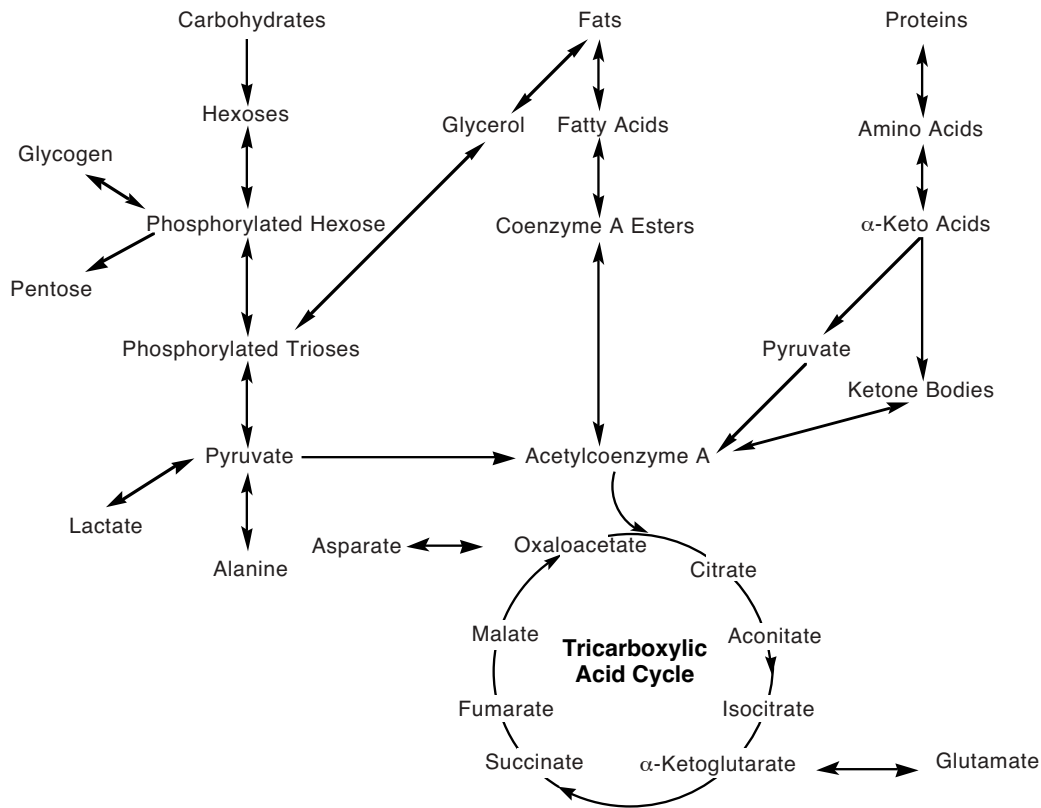 Carbohydrates
Fats
Proteins
Hexoses
Glycerol
Fatty Acids
Amino Acids
Glycogen
Phosphorylated Hexose
Coenzyme A Esters
α-Keto Acids
Pentose
Phosphorylated Trioses
Pyruvate
Ketone Bodies
Pyruvate
Acetylcoenzyme A
Lactate
Alanine
Asparate
Oxaloacetate
Citrate
Malate
Tricarboxylic
Acid Cycle
Aconitate
Fumarate
Isocitrate
Succinate
α-Ketoglutarate
Glutamate